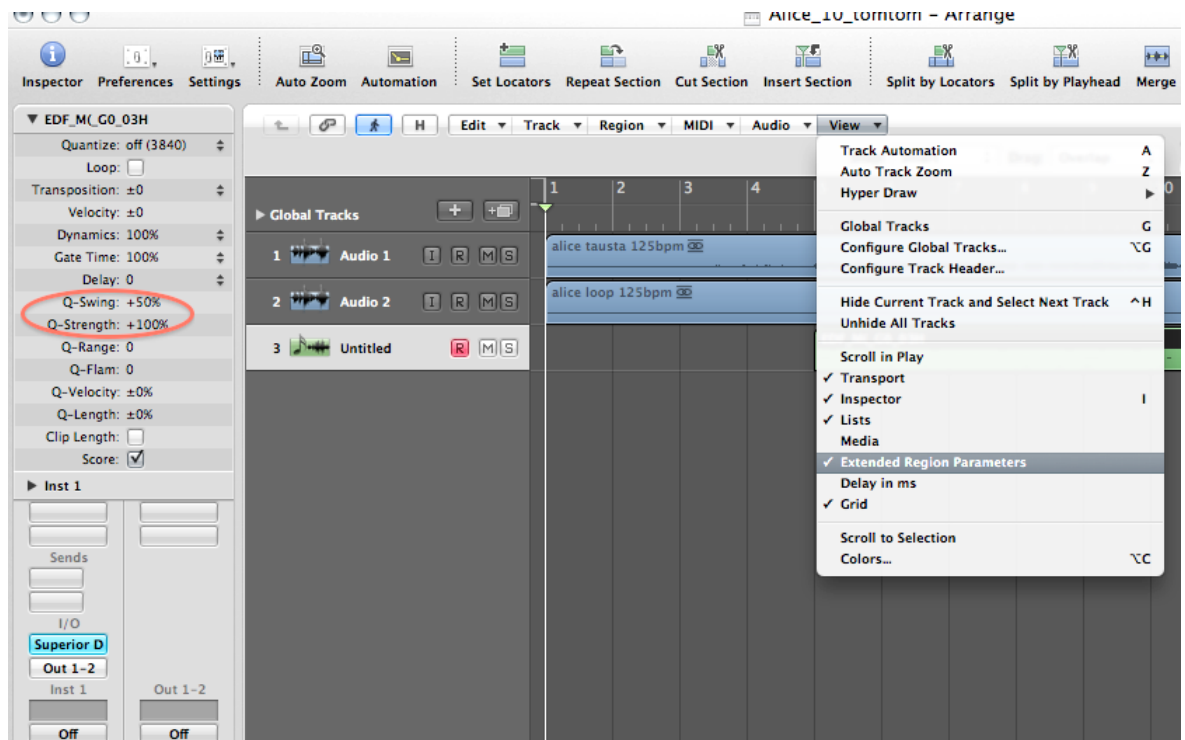 Alice_10_tomtom – Arrange
Inspector Preferences Settings Auto Zoom Automation Set Locators Repeat Section Cut Section Insert Section Split by Locators Split by Playhead Merge
EDF_M(_G0_03H
Quantize: off (3840)
Loop:
Transposition: ±0
Velocity: ±0
Dynamics: 100%
Gate Time: 100%
Delay: 0
Q-Swing: +50%
Q-Strength: +100%
Q-Range: 0
Q-Flam: 0
Q-Velocity: ±0%
Q-Length: ±0%
Clip Length:
Score:
Inst 1
Sends
I/O
Superior D
Out 1-2
Inst 1 Out 1-2
Off Off
H Edit Track Region MIDI Audio View
1 2 3 4
Global Tracks
1 Audio 1 I R M S
alice tausta 125bpm
2 Audio 2 I R M S
alice loop 125bpm
3 Untitled R M S
Track Automation A
Auto Track Zoom Z
Hyper Draw
Global Tracks G
Configure Global Tracks... ⌥G
Configure Track Header...
Hide Current Track and Select Next Track ^H
Unhide All Tracks
Scroll in Play
✓ Transport
✓ Inspector I
✓ Lists
Media
✓ Extended Region Parameters
Delay in ms
✓ Grid
Scroll to Selection
Colors... ⌥C